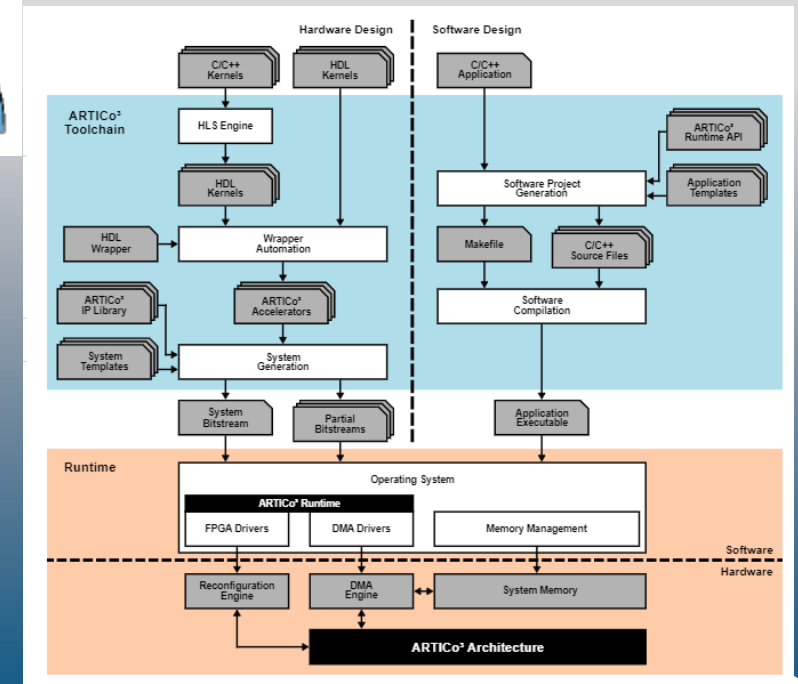 Hardware Design
Software Design
C/C++
Kernels
HDL
Kernels
C/C++
Application
ARTICo³
Toolchain
HLS Engine
ARTICo³
Runtime API
HDL
Kernels
Software Project
Generation
Application
Templates
HDL
Wrapper
Wrapper
Automation
Makefile
C/C++
Source Files
ARTICo³
IP Library
ARTICo³
Accelerators
Software
Compilation
System
Templates
System
Generation
System
Bitstream
Partial
Bitstreams
Application
Executable
Runtime
Operating System
ARTICo³ Runtime
FPGA Drivers
DMA Drivers
Memory Management
Software
Hardware
Reconfiguration
Engine
DMA
Engine
System Memory
ARTICo³ Architecture